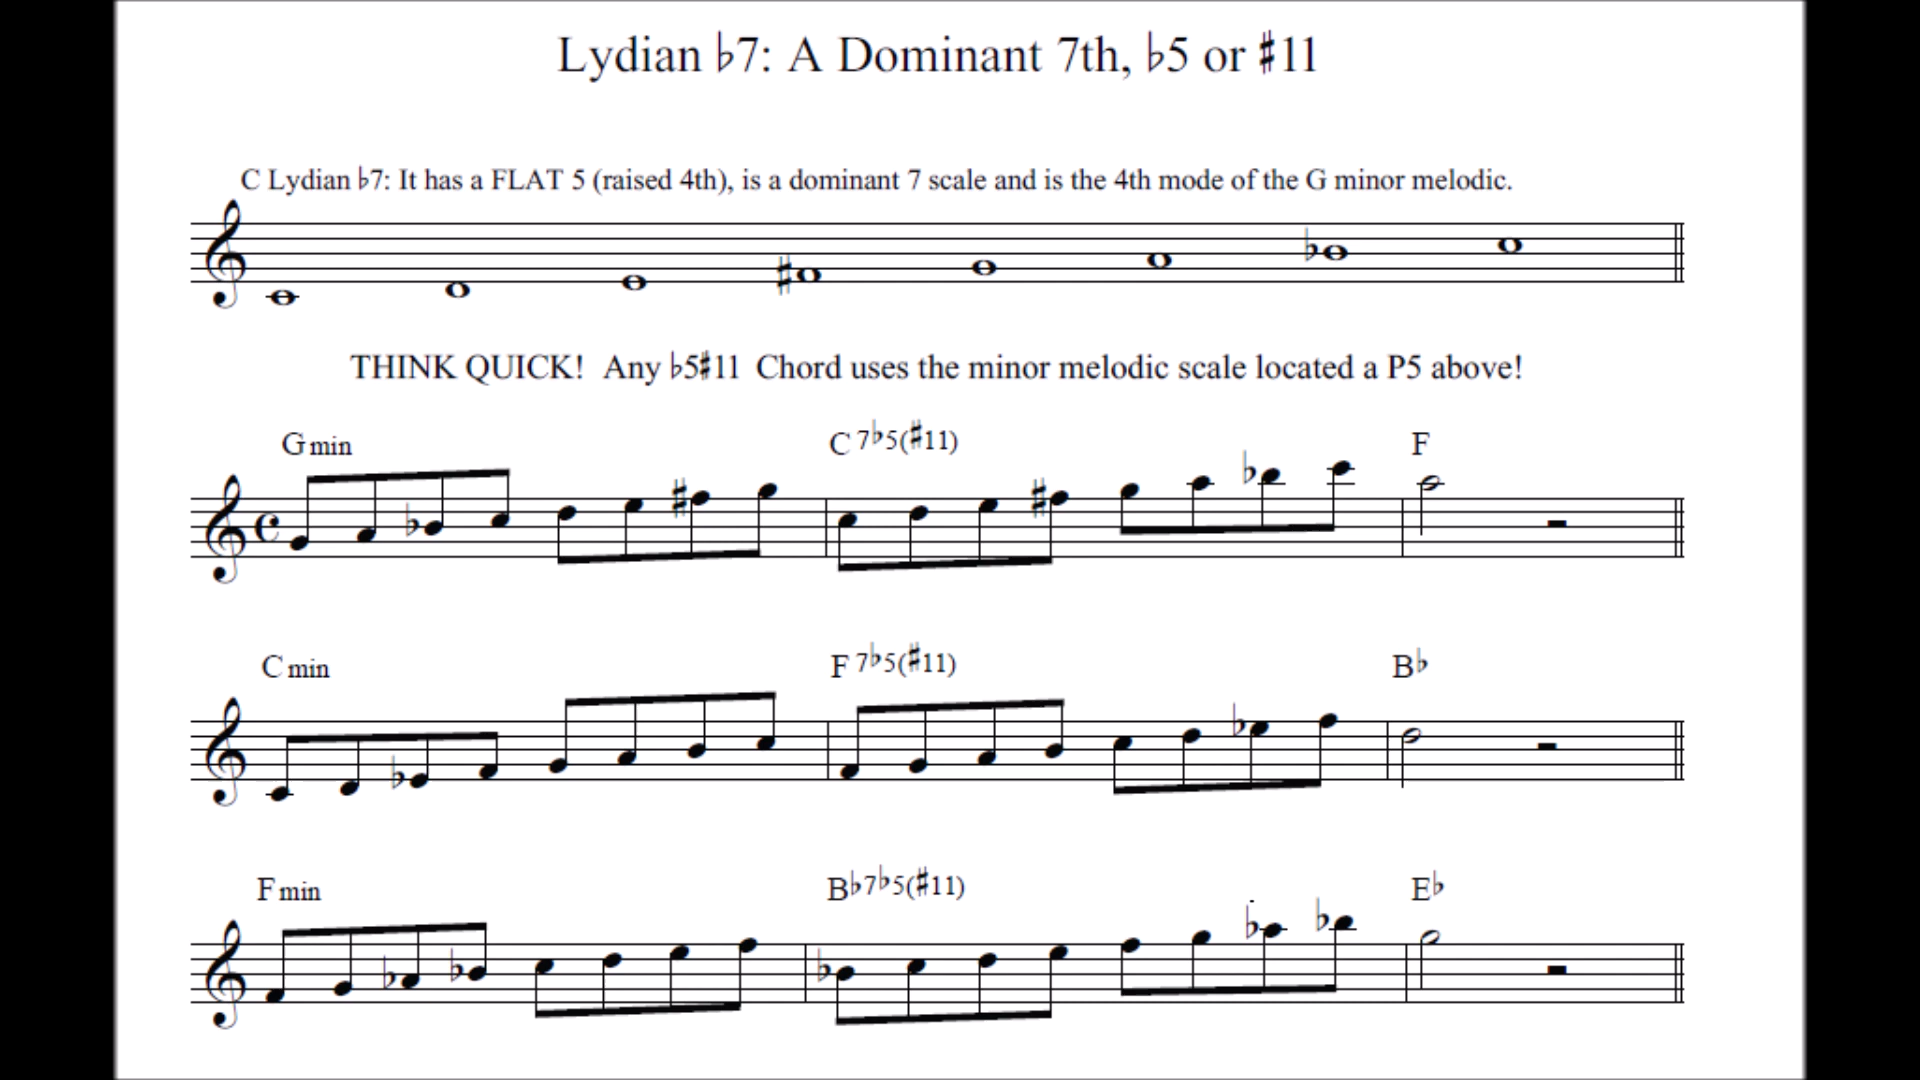 Lydian ♭7: A Dominant 7th, ♭5 or ♯11
C Lydian ♭7: It has a FLAT 5 (raised 4th), is a dominant 7 scale and is the 4th mode of the G minor melodic.
THINK QUICK!  Any ♭5♯11  Chord uses the minor melodic scale located a P5 above!
G min C 7♭5(♯11) F
C min F 7♭5(♯11) B♭
F min B♭7♭5(♯11) E♭